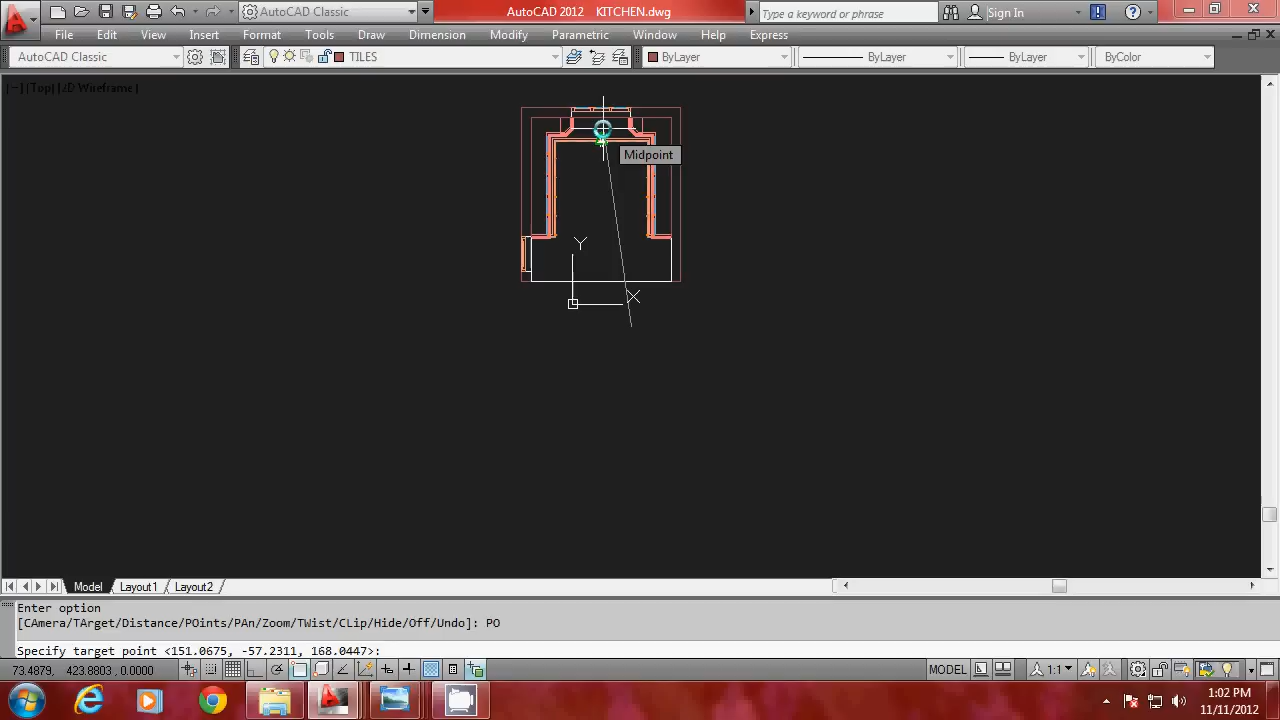 AutoCAD Classic
AutoCAD 2012 KITCHEN.dwg
Type a keyword or phrase
Sign In
File Edit View Insert Format Tools Draw Dimension Modify Parametric Window Help Express
AutoCAD Classic
TILES
ByLayer
ByLayer
ByLayer
ByColor
Midpoint
Y
X
Model Layout1 Layout2
Enter option
[CAmera/TArget/Distance/POints/PAn/Zoom/TWist/CLip/Hide/Off/Undo]: PO
Specify target point <151.0675, -57.2311, 168.0447>:
73.4879, 423.8803 , 0.0000
MODEL
1:1
1:02 PM
11/11/2012